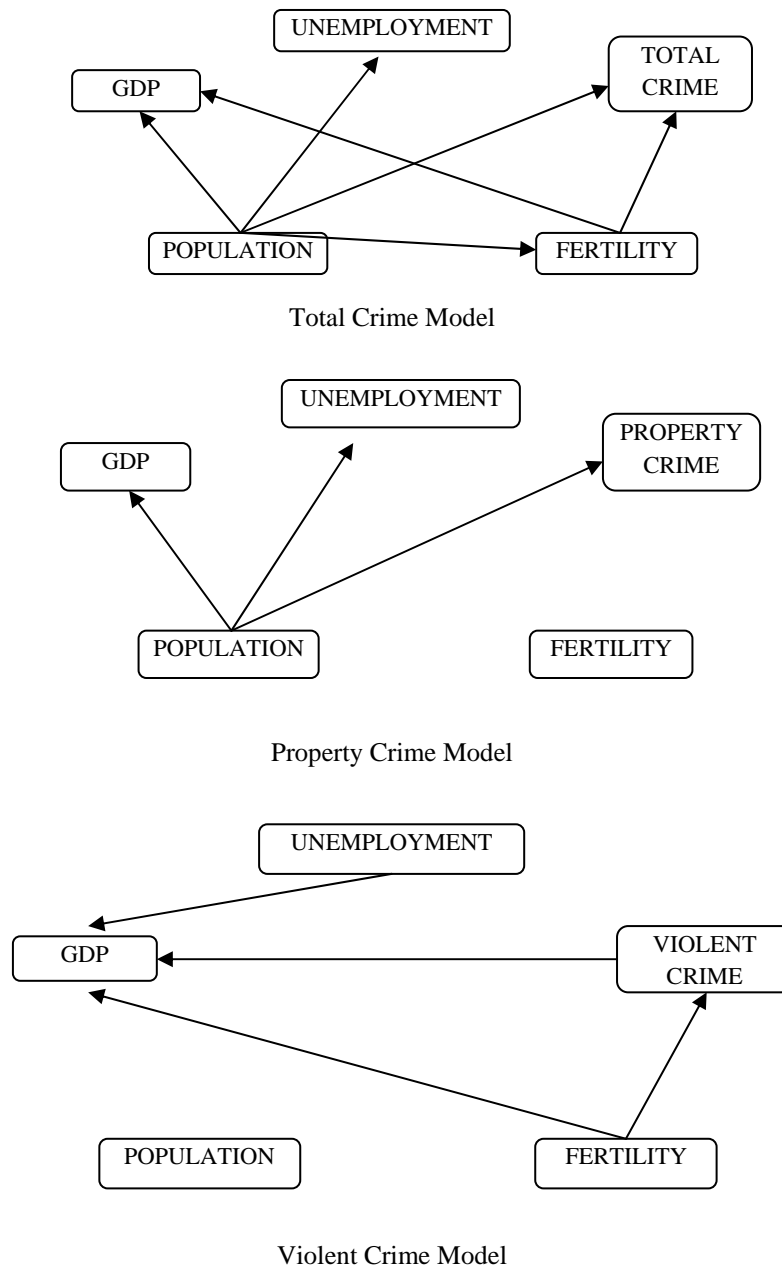 UNEMPLOYMENT
TOTAL
CRIME
GDP
POPULATION
FERTILITY
Total Crime Model
UNEMPLOYMENT
PROPERTY
CRIME
GDP
POPULATION
FERTILITY
Property Crime Model
UNEMPLOYMENT
VIOLENT
CRIME
GDP
POPULATION
FERTILITY
Violent Crime Model